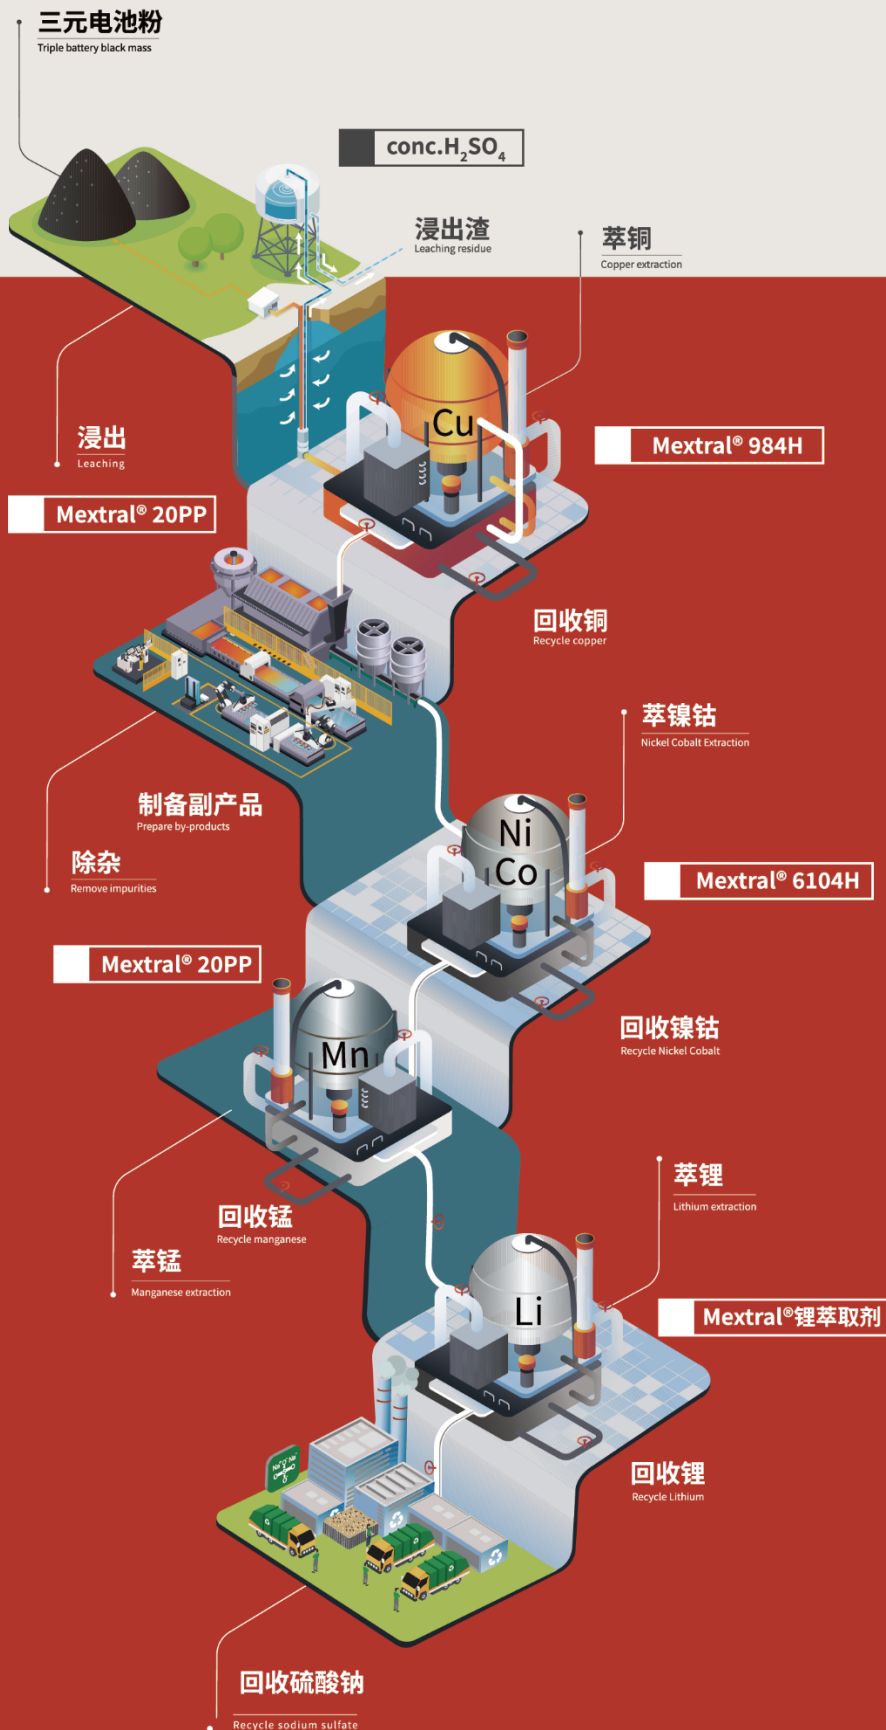 三元电池粉
Triple battery black mass
conc.H₂SO₄
浸出渣
Leaching residue
萃铜
Copper extraction
Cu
浸出
Leaching
Mextral® 984H
Mextral® 20PP
回收铜
Recycle copper
萃镍钴
Nickel Cobalt Extraction
制备副产品
Prepare by-products
Ni
Co
除杂
Remove impurities
Mextral® 6104H
Mextral® 20PP
回收镍钴
Recycle Nickel Cobalt
Mn
萃锂
Lithium extraction
回收锰
Recycle manganese
萃锰
Manganese extraction
Li
Mextral®锂萃取剂
回收锂
Recycle Lithium
回收硫酸钠
Recycle sodium sulfate